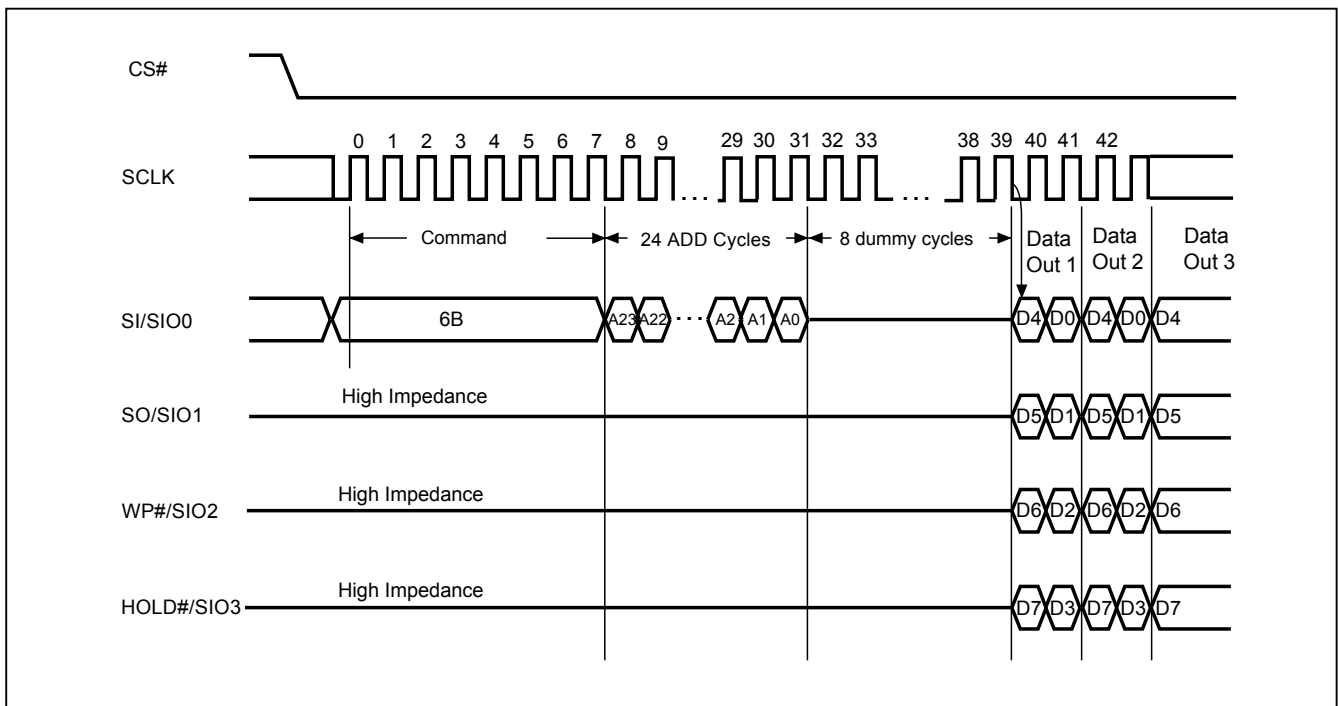 CS#
0 1 2 3 4 5 6 7 8 9 29 30 31 32 33 38 39 40 41 42
SCLK
Command 24 ADD Cycles 8 dummy cycles Data Out 1 Data Out 2 Data Out 3
SI/SIO0 6B A23 A22 A2 A1 A0 D4 D0 D4 D0 D4
High Impedance
SO/SIO1 D5 D1 D5 D1 D5
High Impedance
WP#/SIO2 D6 D2 D6 D2 D6
High Impedance
HOLD#/SIO3 D7 D3 D7 D3 D7